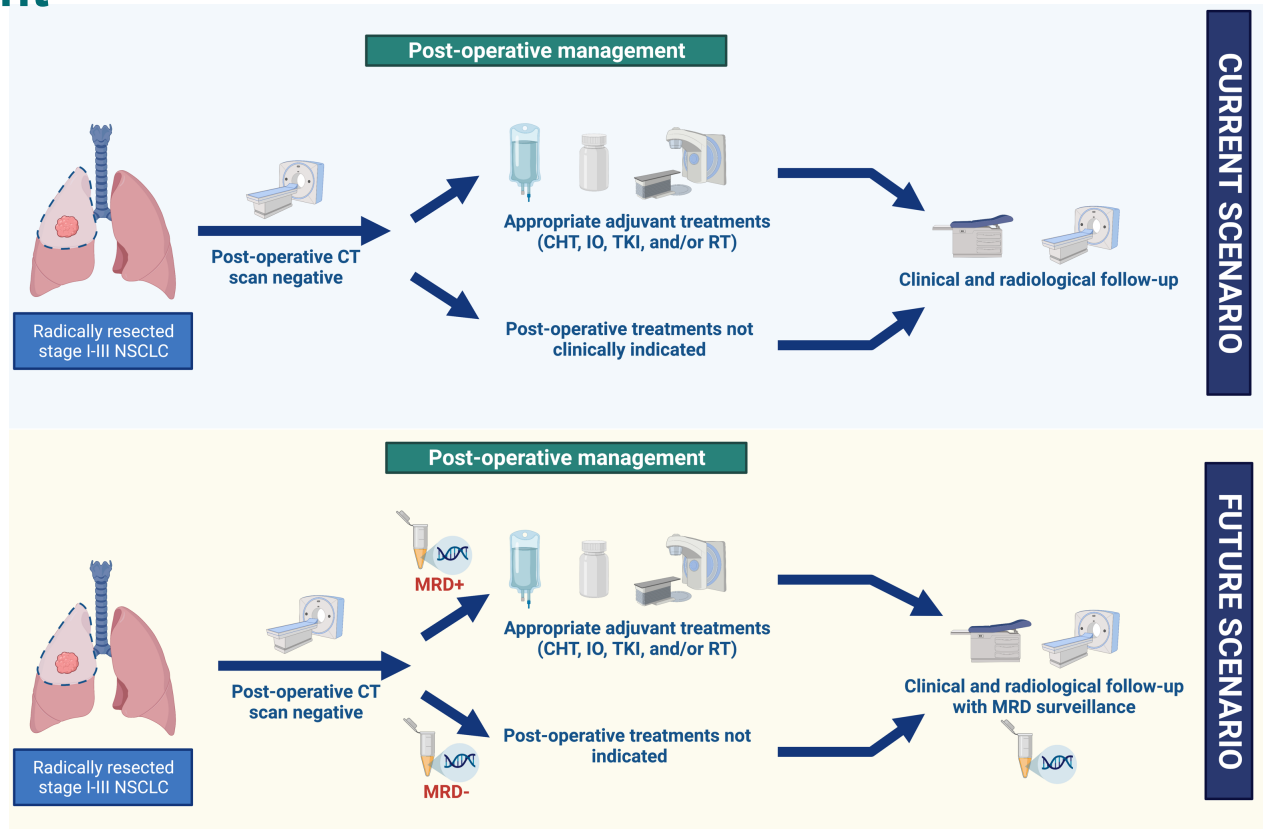 Post-operative management
CURRENT SCENARIO
Post-operative CT
scan negative
Appropriate adjuvant treatments
(CHT, IO, TKI, and/or RT)
Clinical and radiological follow-up
Radically resected
stage I-III NSCLC
Post-operative treatments not
clinically indicated
Post-operative management
FUTURE SCENARIO
MRD+
Appropriate adjuvant treatments
(CHT, IO, TKI, and/or RT)
Post-operative CT
scan negative
Clinical and radiological follow-up
with MRD surveillance
Radically resected
stage I-III NSCLC
Post-operative treatments not
indicated
MRD-